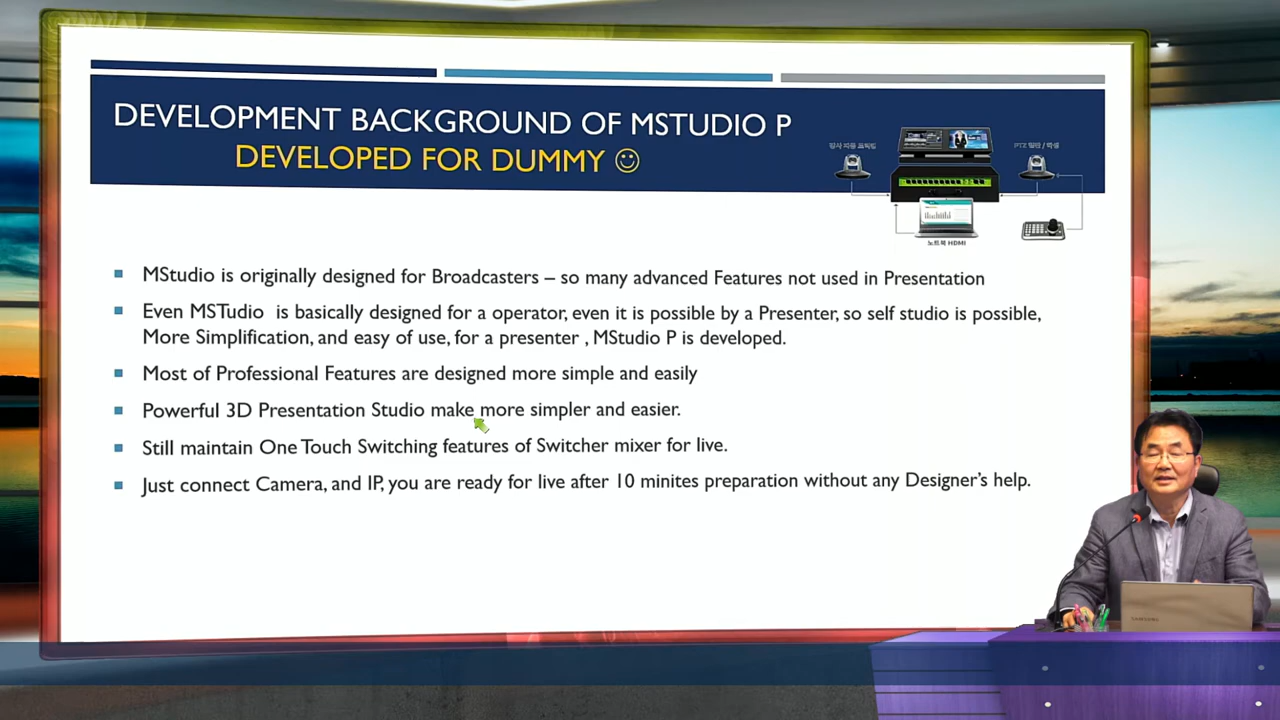 DEVELOPMENT BACKGROUND OF MSTUDIO P
DEVELOPED FOR DUMMY ☺
노트북 HDMI
MStudio is originally designed for Broadcasters – so many advanced Features not used in Presentation
Even MSTudio is basically designed for a operator, even it is possible by a Presenter, so self studio is possible,
More Simplification, and easy of use, for a presenter , MStudio P is developed.
Most of Professional Features are designed more simple and easily
Powerful 3D Presentation Studio make more simpler and easier.
Still maintain One Touch Switching features of Switcher mixer for live.
Just connect Camera, and IP, you are ready for live after 10 minites preparation without any Designer's help.
SAMSUNG